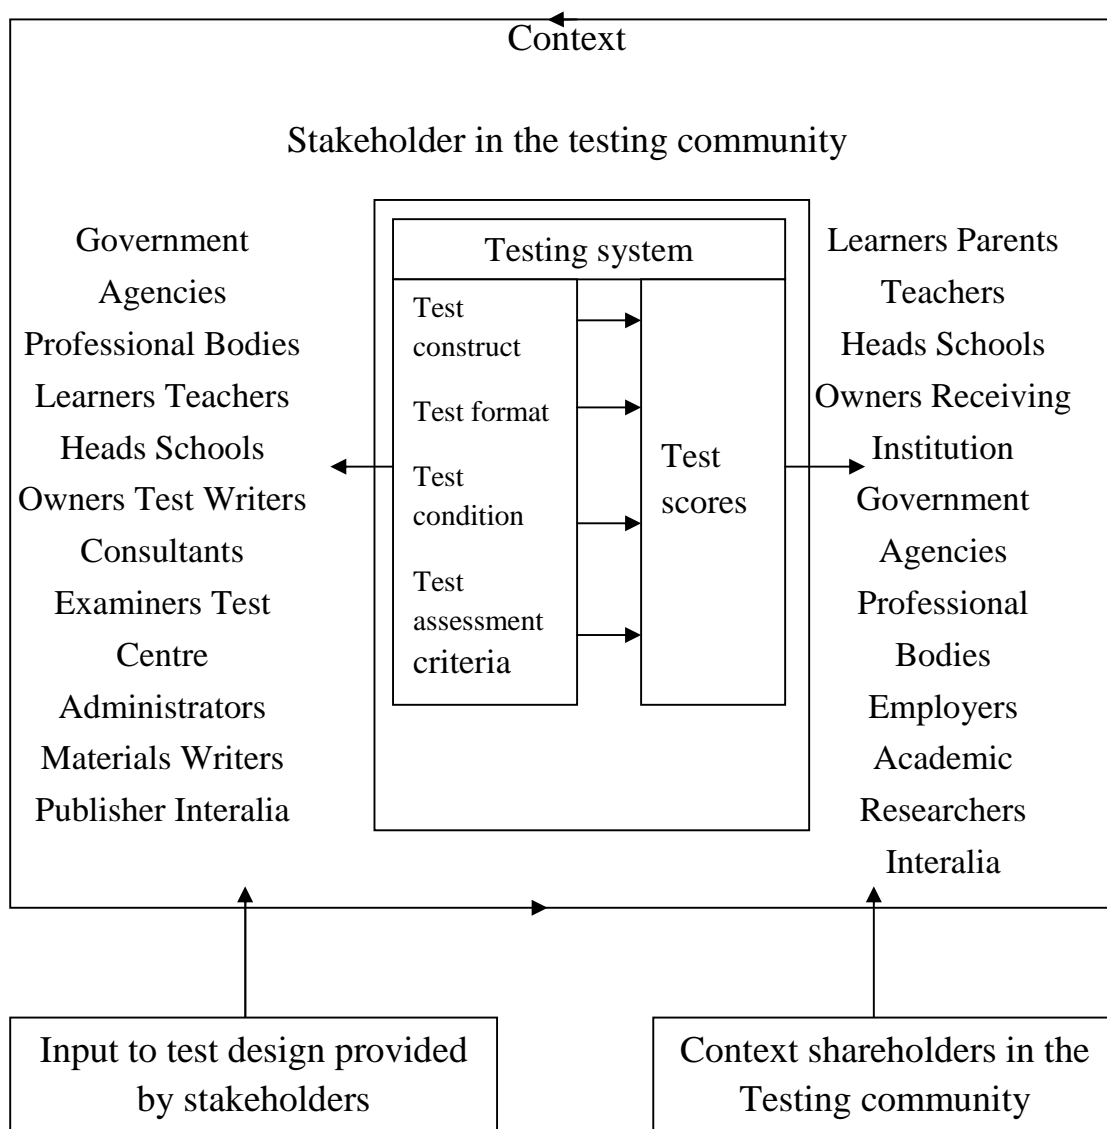 Context
Stakeholder in the testing community
Government
Agencies
Professional Bodies
Learners Teachers
Heads Schools
Owners Test Writers
Consultants
Examiners Test
Centre
Administrators
Materials Writers
Publisher Interalia
Testing system
Test
construct
Test format
Test
condition
Test
assessment
criteria
Test
scores
Learners Parents
Teachers
Heads Schools
Owners Receiving
Institution
Government
Agencies
Professional
Bodies
Employers
Academic
Researchers
Interalia
Input to test design provided
by stakeholders
Context shareholders in the
Testing community